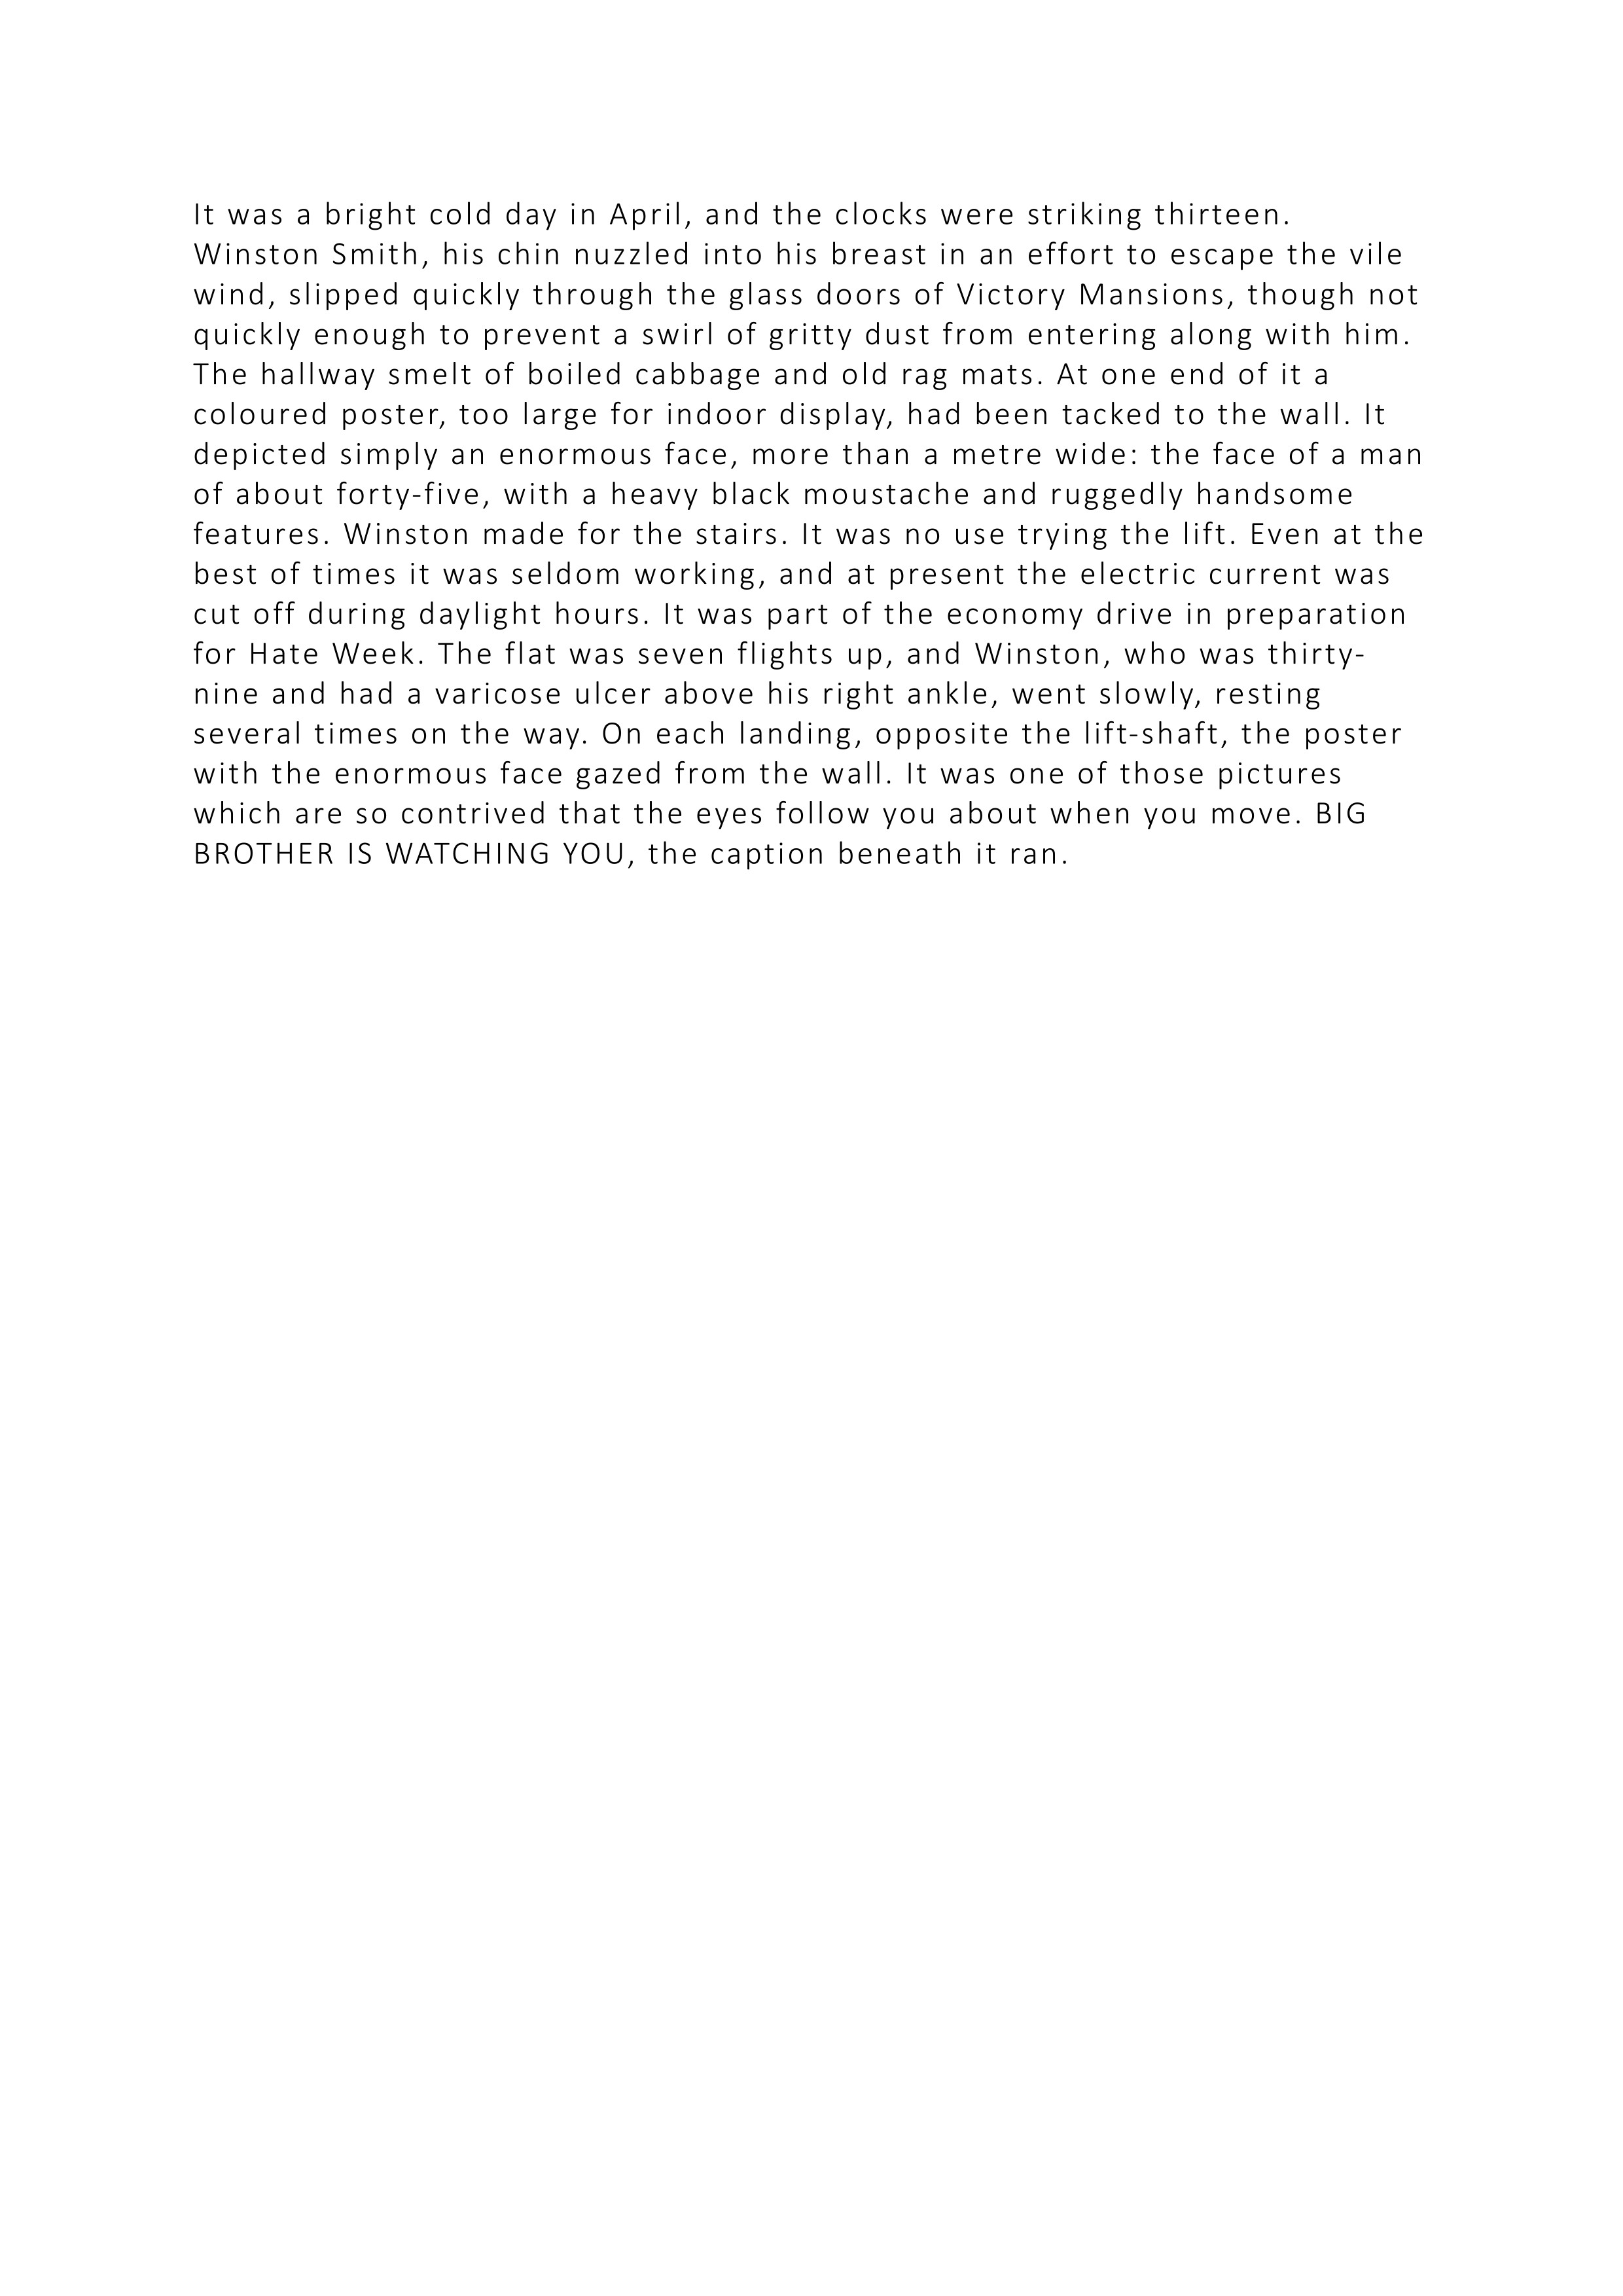 It was a bright cold day in April, and the clocks were striking thirteen.
Winston Smith, his chin nuzzled into his breast in an effort to escape the vile
wind, slipped quickly through the glass doors of Victory Mansions, though not
quickly enough to prevent a swirl of gritty dust from entering along with him.
The hallway smelt of boiled cabbage and old rag mats. At one end of it a
coloured poster, too large for indoor display, had been tacked to the wall. It
depicted simply an enormous face, more than a metre wide: the face of a man
of about forty-five, with a heavy black moustache and ruggedly handsome
features. Winston made for the stairs. It was no use trying the lift. Even at the
best of times it was seldom working, and at present the electric current was
cut off during daylight hours. It was part of the economy drive in preparation
for Hate Week. The flat was seven flights up, and Winston, who was thirty-
nine and had a varicose ulcer above his right ankle, went slowly, resting
several times on the way. On each landing, opposite the lift-shaft, the poster
with the enormous face gazed from the wall. It was one of those pictures
which are so contrived that the eyes follow you about when you move. BIG
BROTHER IS WATCHING YOU, the caption beneath it ran.